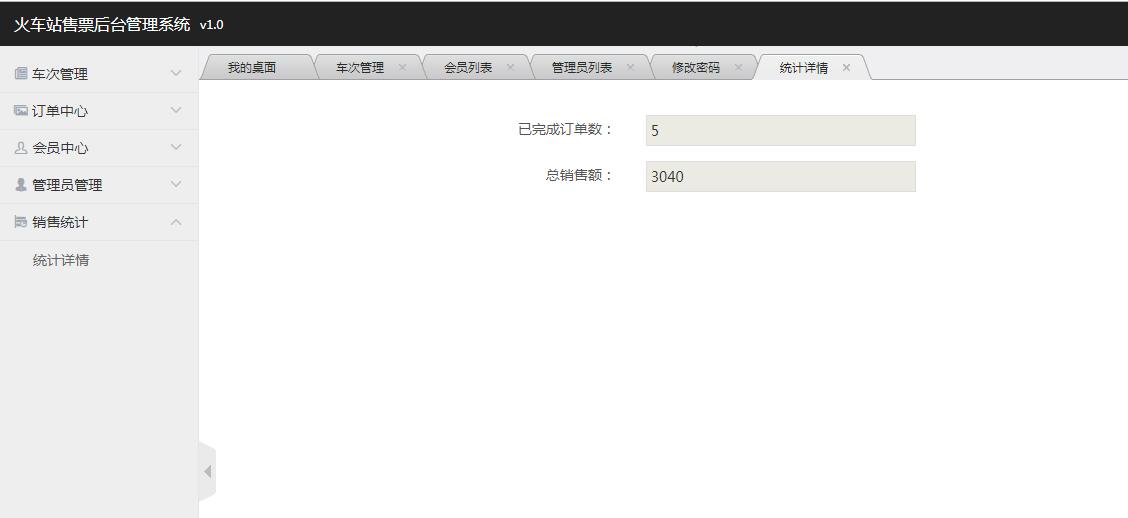 火车站售票后台管理系统 v1.0
我的桌面 车次管理 会员列表 管理员列表 修改密码 统计详情
车次管理
订单中心
会员中心
管理员管理
销售统计
统计详情
已完成订单数： 5
总销售额： 3040